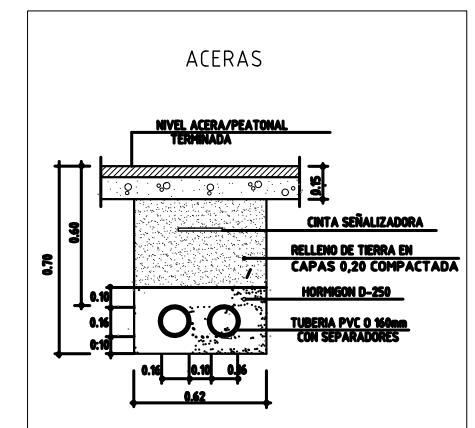 ACERAS
NIVEL ACERA/PEATONAL
TERMINADA
0.15
CINTA SEÑALIZADORA
0.60
0.70
RELLENO DE TIERRA EN
CAPAS 0,20 COMPACTADA
0.10
HORMIGON D-250
0.16
TUBERIA PVC O 160mm
CON SEPARADORES
0.10
0.16
0.10
0.16
0.62